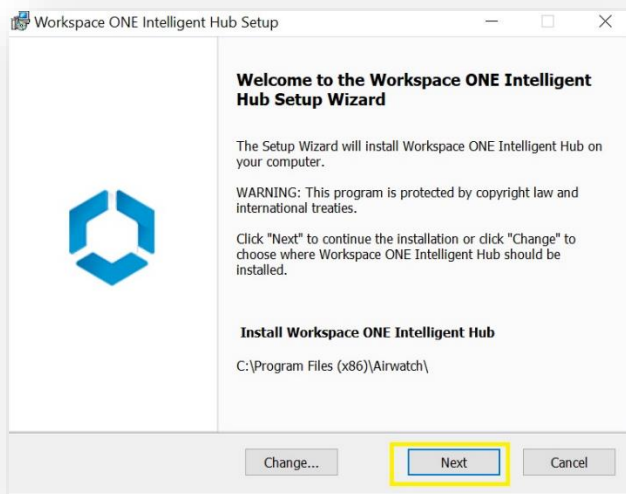 Workspace ONE Intelligent Hub Setup
Welcome to the Workspace ONE Intelligent
Hub Setup Wizard
The Setup Wizard will install Workspace ONE Intelligent Hub on
your computer.
WARNING: This program is protected by copyright law and
international treaties.
Click "Next" to continue the installation or click "Change" to
choose where Workspace ONE Intelligent Hub should be
installed.
Install Workspace ONE Intelligent Hub
C:\Program Files (x86)\Airwatch\
Change...
Next
Cancel